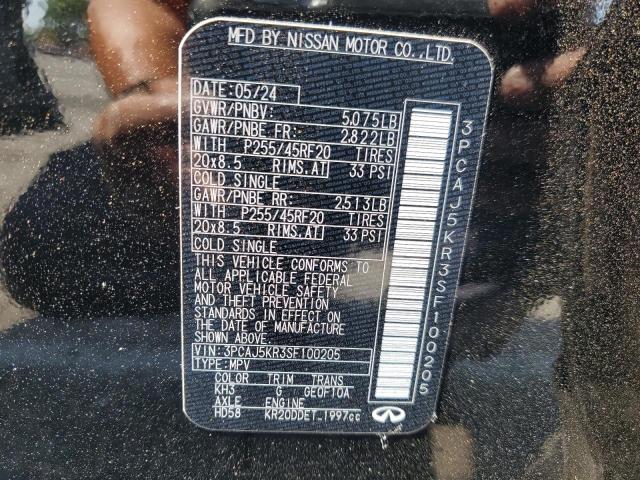 MFD BY NISSAN MOTOR CO.,LTD.
DATE:05/24
GVWR/PNBV: 5075LB
GAWR/PNBE FR: 2822LB
WITH P255/45RF20 TIRES
20x8.5 RIMS.AT 33 PSI
COLD SINGLE
GAWR/PNBE RR: 2513LB
WITH P255/45RF20 TIRES
20x8.5 RIMS.AT 33 PSI
COLD SINGLE
THIS VEHICLE CONFORMS TO
ALL APPLICABLE FEDERAL
MOTOR VEHICLE SAFETY
AND THEFT PREVENTION
STANDARDS IN EFFECT ON
THE DATE OF MANUFACTURE
SHOWN ABOVE
VIN: 3PCAJ5KR3SF100205
TYPE: MPV
COLOR TRIM TRANS
KH3 G GE0F10A
AXLE ENGINE
HD58 KR20DDET 1997cc
3PCAJ5KR3SF100205